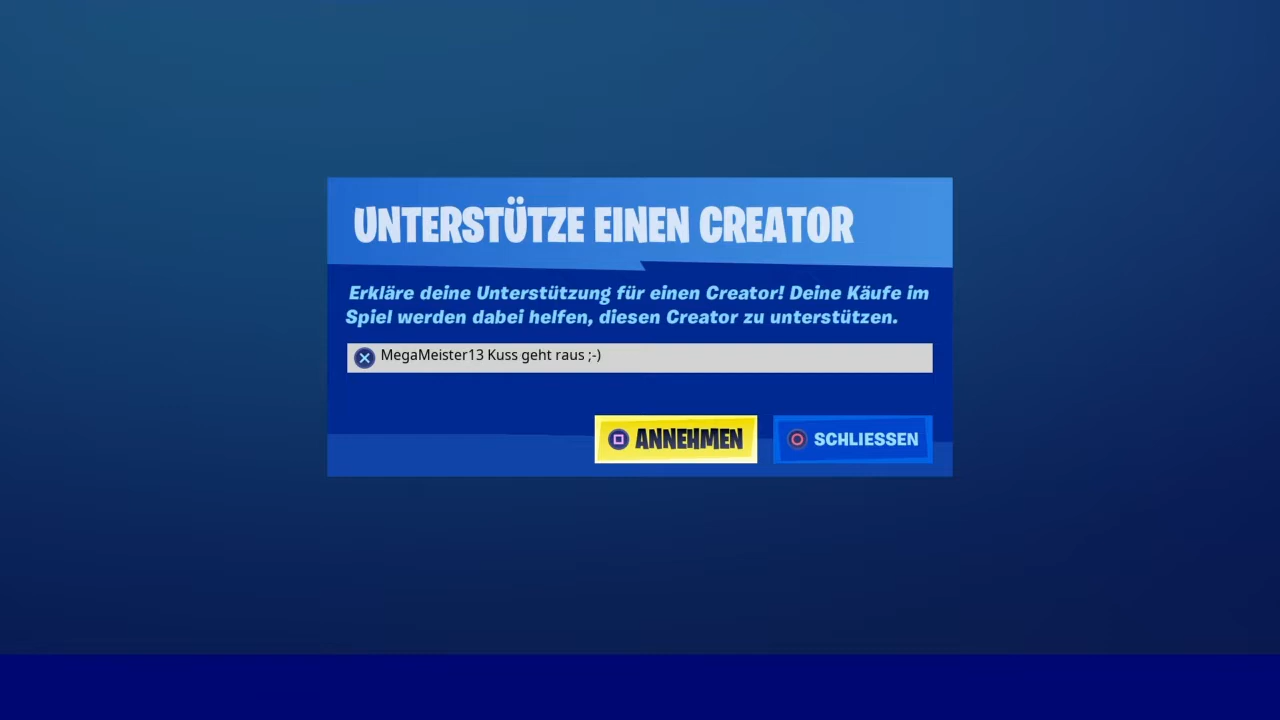 UNTERSTÜTZE EINEN CREATOR
Erkläre deine Unterstützung für einen Creator! Deine Käufe im
Spiel werden dabei helfen, diesen Creator zu unterstützen.
MegaMeister13 Kuss geht raus ;-)
ANNEHMEN
SCHLIESSEN